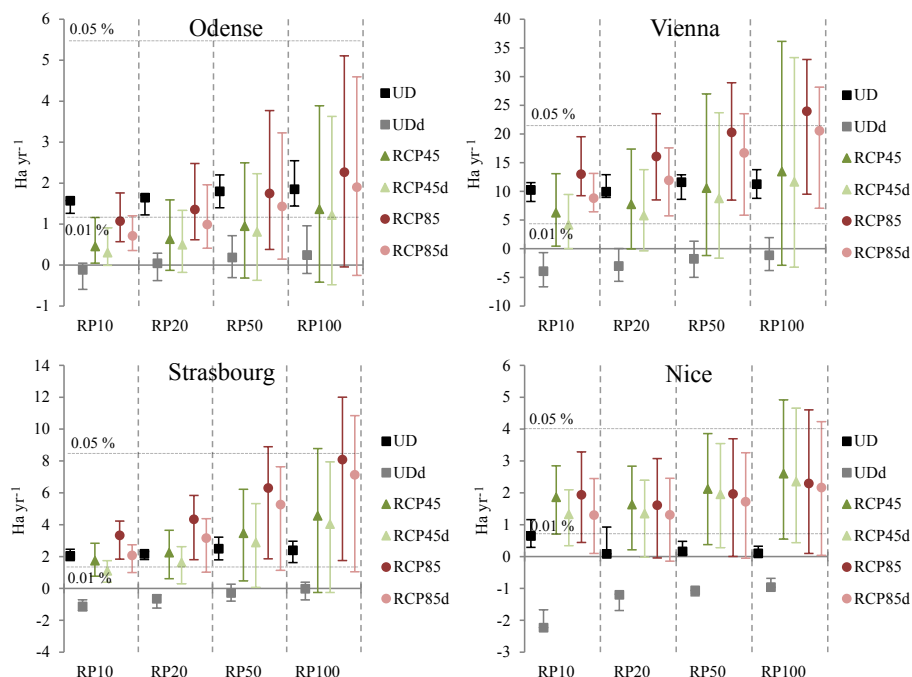 Odense
6
5
4
3
2
1
0
-1
Ha yr⁻¹
0.05 %
0.01 %
RP10 RP20 RP50 RP100
UD
UDd
RCP45
RCP45d
RCP85
RCP85d
Vienna
40
35
30
25
20
15
10
5
0
-5
-10
Ha yr⁻¹
0.05 %
0.01 %
RP10 RP20 RP50 RP100
UD
UDd
RCP45
RCP45d
RCP85
RCP85d
Strasbourg
14
12
10
8
6
4
2
0
-2
-4
Ha yr⁻¹
0.05 %
0.01 %
RP10 RP20 RP50 RP100
UD
UDd
RCP45
RCP45d
RCP85
RCP85d
Nice
6
5
4
3
2
1
0
-1
-2
-3
Ha yr⁻¹
0.05 %
0.01 %
RP10 RP20 RP50 RP100
UD
UDd
RCP45
RCP45d
RCP85
RCP85d